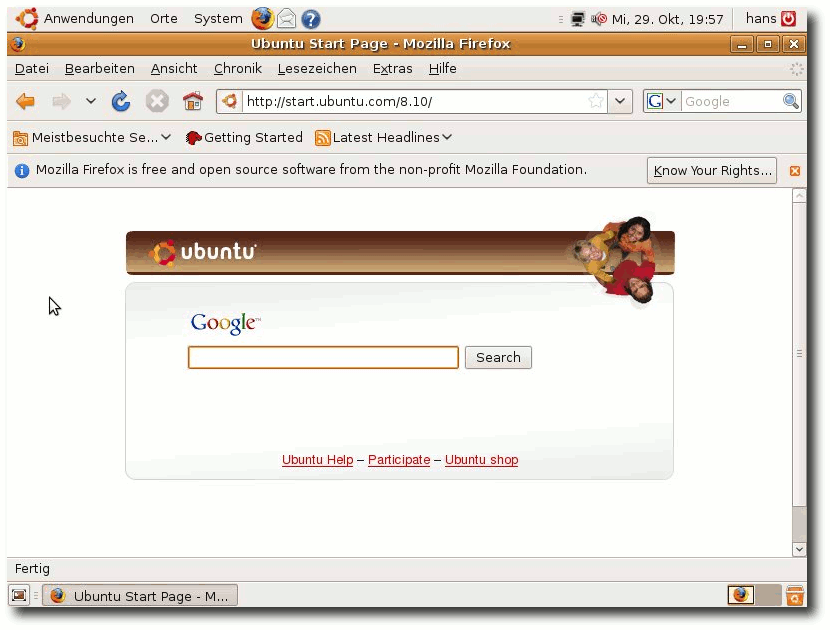 Anwendungen Orte System Mi, 29. Okt, 19:57 hans
Ubuntu Start Page - Mozilla Firefox
Datei Bearbeiten Ansicht Chronik Lesezeichen Extras Hilfe
http://start.ubuntu.com/8.10/ G Google
Meistbesuchte Se... Getting Started Latest Headlines
Mozilla Firefox is free and open source software from the non-profit Mozilla Foundation. Know Your Rights...
ubuntu
Google™
Search
Ubuntu Help – Participate – Ubuntu shop
Fertig
Ubuntu Start Page - M...